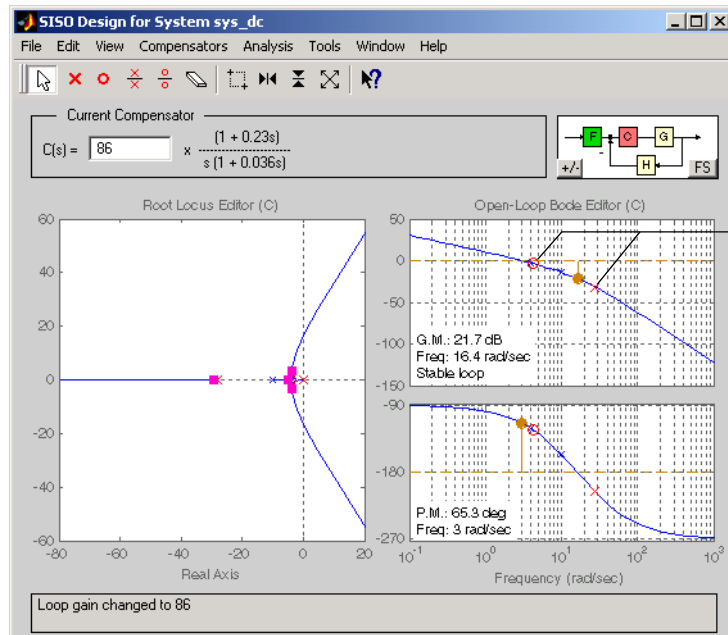 SISO Design for System sys_dc
File Edit View Compensators Analysis Tools Window Help
Current Compensator
C(s) = 86 x (1 + 0.23s)
s (1 + 0.036s)
F C G
H
+/- FS
Root Locus Editor (C)
60
40
20
0
-20
-40
-60
-80 -60 -40 -20 0 20
Real Axis
Open-Loop Bode Editor (C)
50
0
-50
-100
-150
G.M.: 21.7 dB
Freq: 16.4 rad/sec
Stable loop
-90
-180
-270
P.M.: 65.3 deg
Freq: 3 rad/sec
10^-1 10^0 10^1 10^2 10^3
Frequency (rad/sec)
Loop gain changed to 86